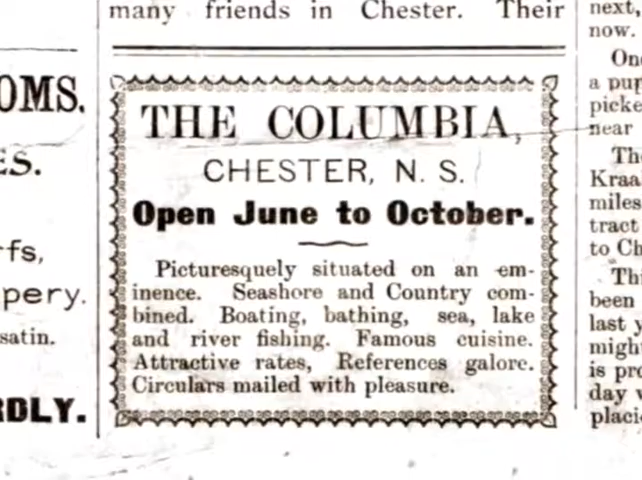 many friends in Chester. Their
OMS.
ES.
rfs,
pery.
satin.
RDLY.
THE COLUMBIA,
CHESTER, N. S.
Open June to October.
Picturesquely situated on an em-
inence. Seashore and Country com-
bined. Boating, bathing, sea, lake
and river fishing. Famous cuisine.
Attractive rates, References galore.
Circulars mailed with pleasure.
next,
now.
On
a pup
picke
near
Th
Kraa
miles
tract
to Ch
Thi
been
last y
might
is pro
day w
placi